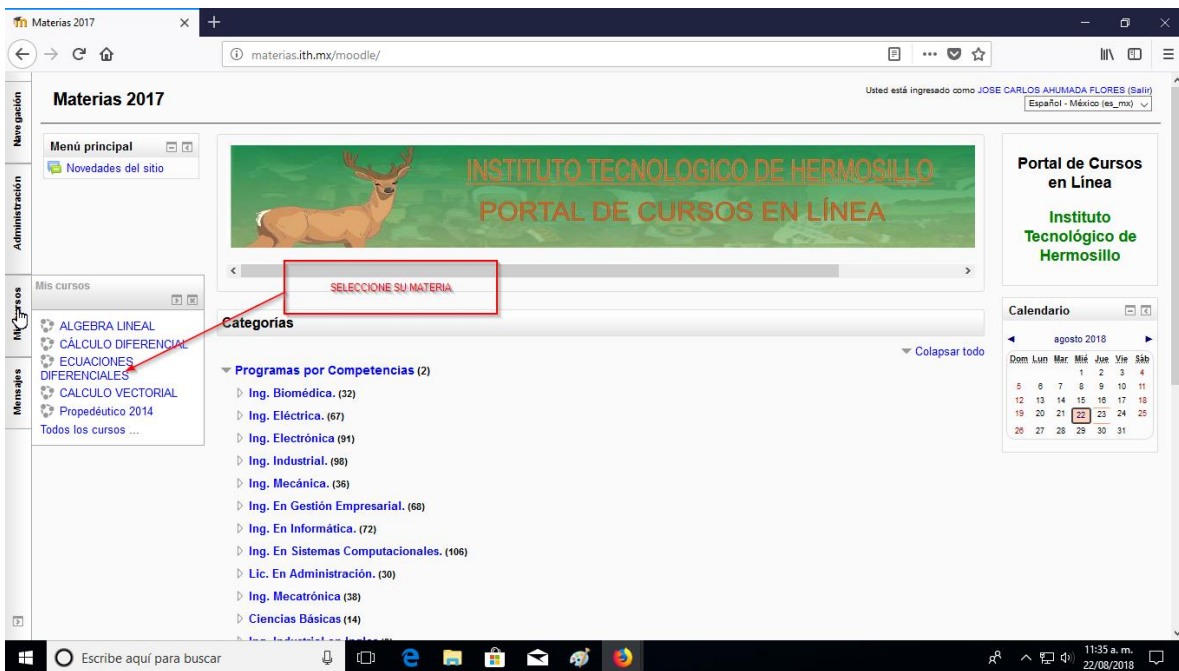 Materias 2017
materias.ith.mx/moodle/
Navegación
Administración
Mensajes
Materias 2017
Usted está ingresado como JOSE CARLOS AHUMADA FLORES (Salir)
Español - México (es_mx)
Menú principal
Novedades del sitio
INSTITUTO TECNOLOGICO DE HERMOSILLO
PORTAL DE CURSOS EN LÍNEA
Portal de Cursos
en Línea
Instituto
Tecnológico de
Hermosillo
Mis cursos
ALGEBRA LINEAL
CÁLCULO DIFERENCIAL
ECUACIONES
DIFERENCIALES
CALCULO VECTORIAL
Propedéutico 2014
Todos los cursos ...
SELECCIONE SU MATERIA
Categorías
Colapsar todo
Programas por Competencias (2)
Ing. Biomédica. (32)
Ing. Eléctrica. (67)
Ing. Electrónica (91)
Ing. Industrial. (98)
Ing. Mecánica. (36)
Ing. En Gestión Empresarial. (68)
Ing. En Informática. (72)
Ing. En Sistemas Computacionales. (106)
Lic. En Administración. (30)
Ing. Mecatrónica (38)
Ciencias Básicas (14)
Calendario
agosto 2018
Dom Lun Mar Mié Jue Vie Sáb
1 2 3 4
5 6 7 8 9 10 11
12 13 14 15 16 17 18
19 20 21 22 23 24 25
26 27 28 29 30 31
Escribe aquí para buscar
11:35 a. m.
22/08/2018